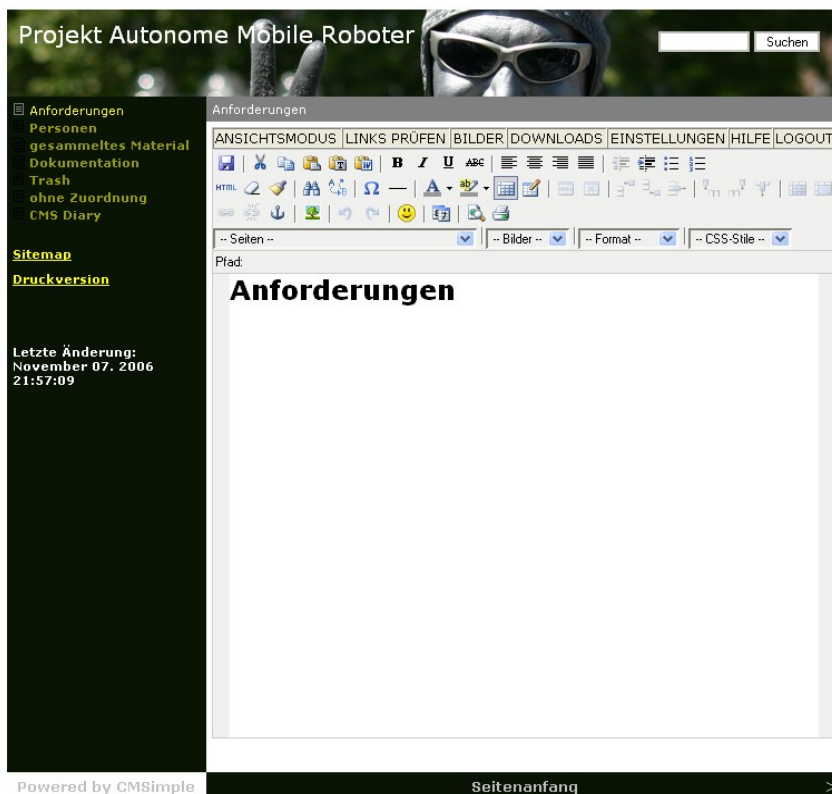 Projekt Autonome Mobile Roboter
Suchen
Anforderungen
Personen
gesammeltes Material
Dokumentation
Trash
ohne Zuordnung
CMS Diary
Sitemap
Druckversion
Letzte Änderung:
November 07. 2006
21:57:09
Anforderungen
ANSICHTSMODUS LINKS PRÜFEN BILDER DOWNLOADS EINSTELLUNGEN HILFE LOGOUT
B I U ABC
HTML Ω A ab
-- Seiten -- -- Bilder -- -- Format -- -- CSS-Stile --
Pfad:
Anforderungen
Powered by CMSimple
Seitenanfang